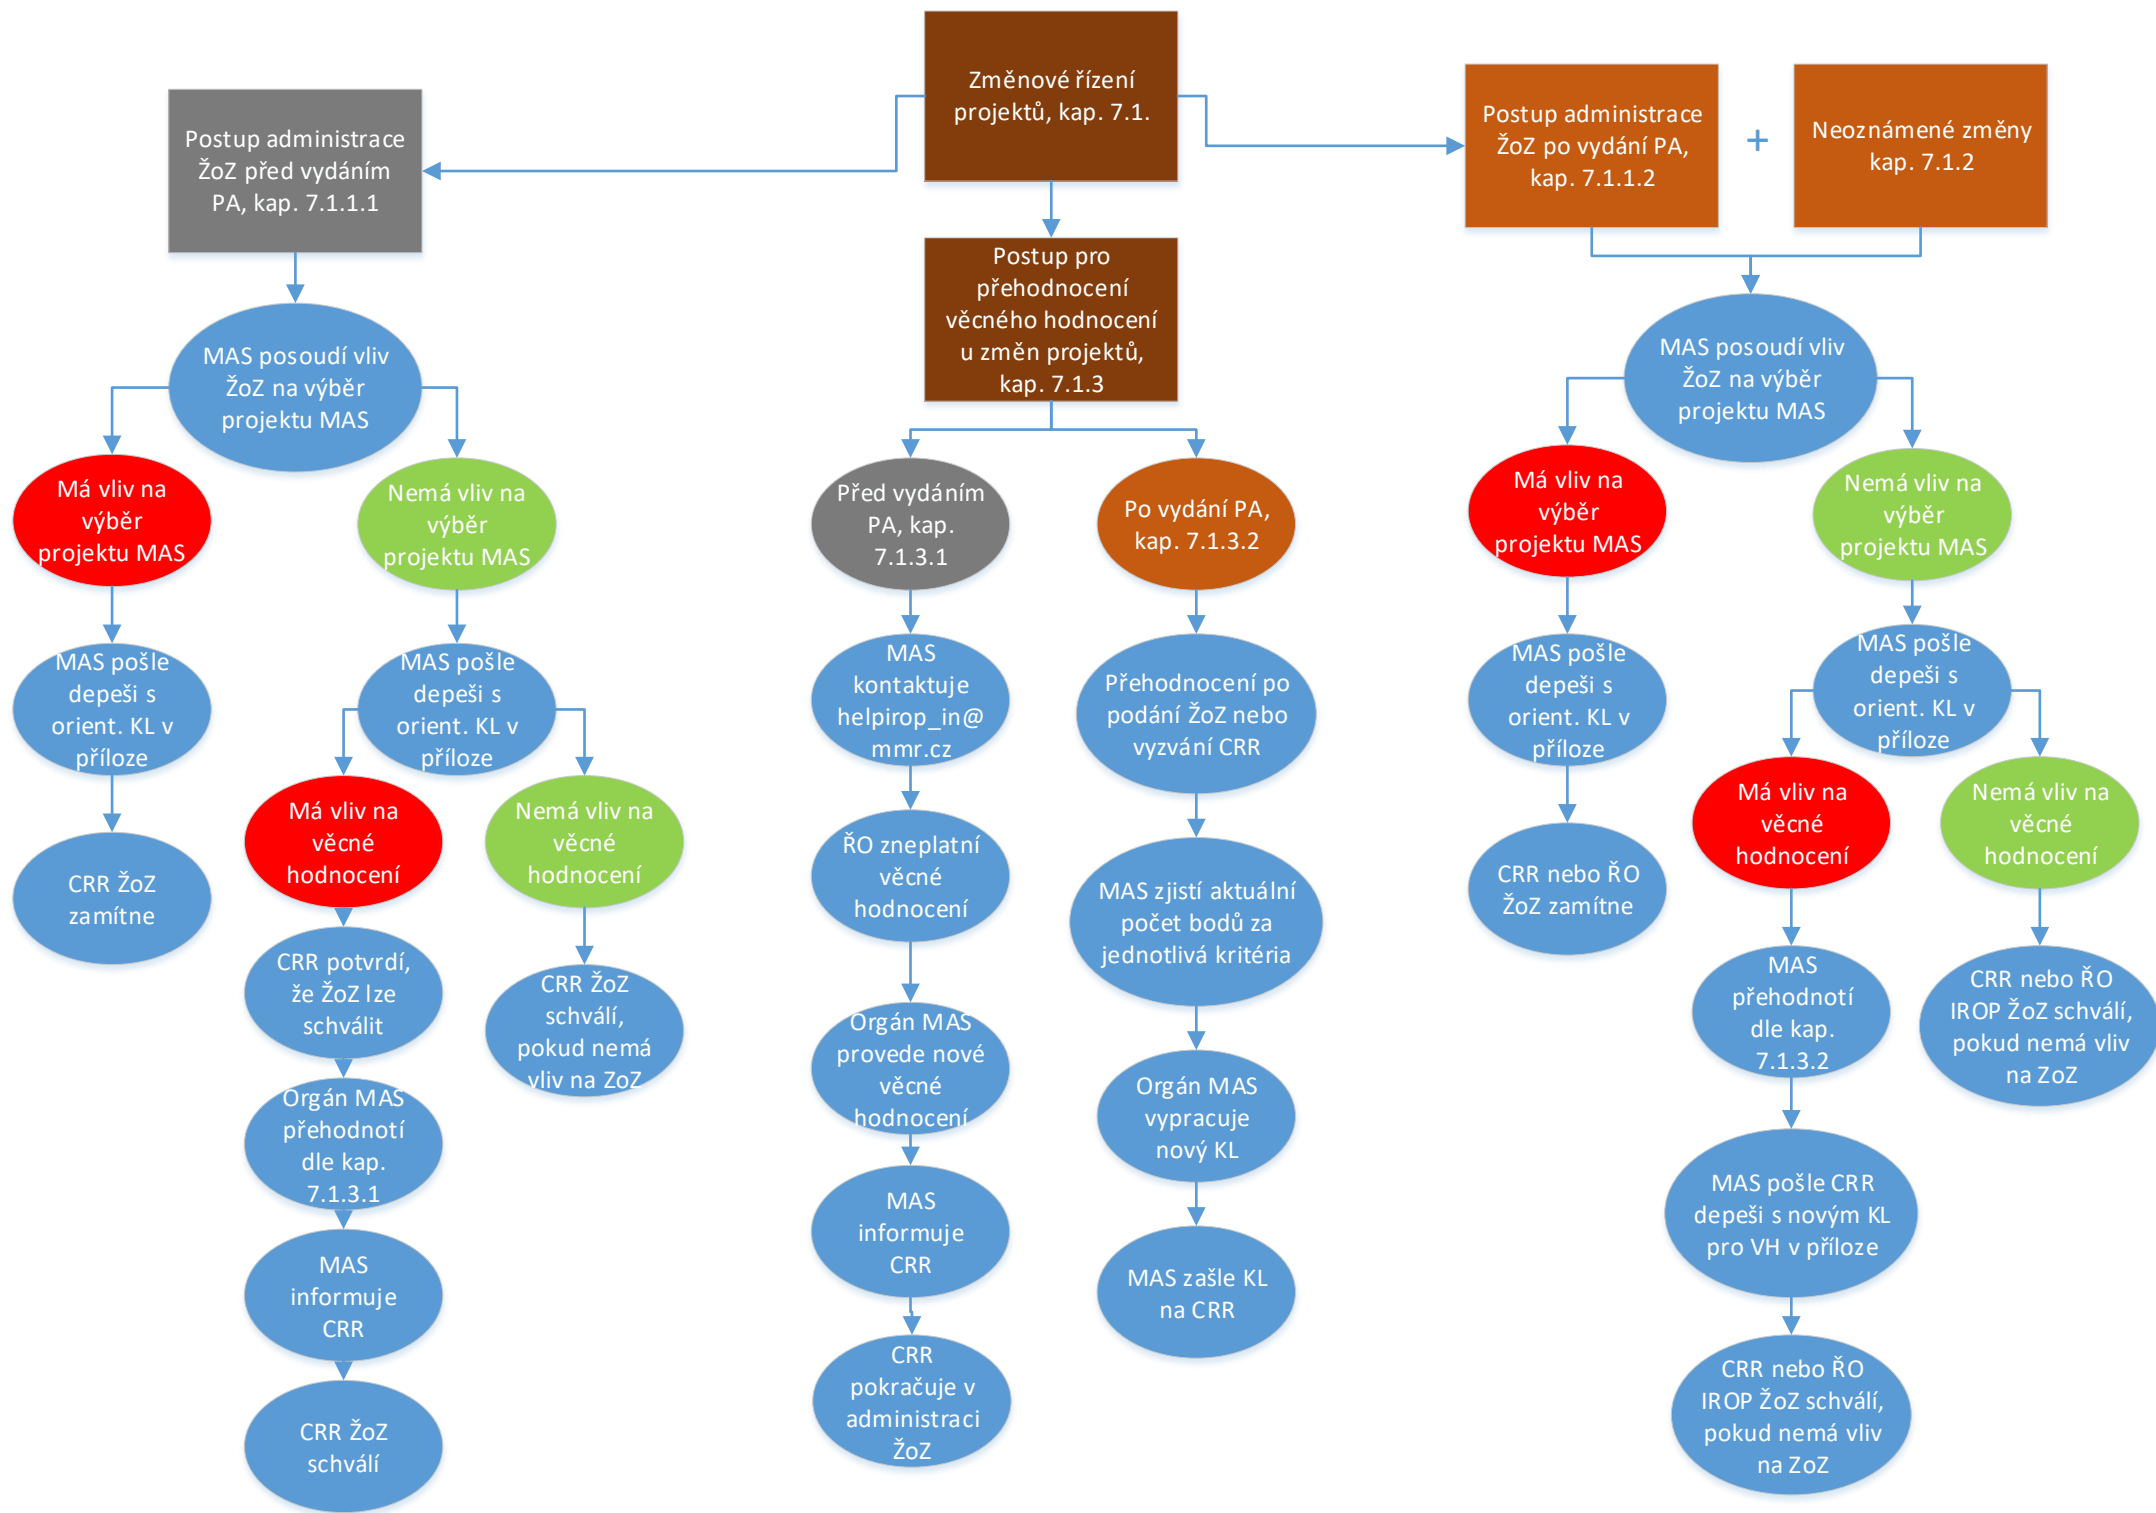 Změnové řízení
projektů, kap. 7.1.
Postup administrace
ŽoZ před vydáním
PA, kap. 7.1.1.1
Postup administrace
ŽoZ po vydání PA,
kap. 7.1.1.2
+
Neoznámené změny
kap. 7.1.2
Postup pro
přehodnocení
věcného hodnocení
u změn projektů,
kap. 7.1.3
MAS posoudí vliv
ŽoZ na výběr
projektu MAS
Má vliv na
výběr
projektu MAS
Nemá vliv na
výběr
projektu MAS
MAS pošle
depeši s
orient. KL v
příloze
CRR ŽoZ
zamítne
MAS pošle
depeši s
orient. KL v
příloze
Má vliv na
věcné
hodnocení
Nemá vliv na
věcné
hodnocení
CRR potvrdí,
že ŽoZ lze
schválit
CRR ŽoZ
schválí,
pokud nemá
vliv na ZoZ
Orgán MAS
přehodnotí
dle kap.
7.1.3.1
MAS
informuje
CRR
CRR ŽoZ
schválí
Před vydáním
PA, kap.
7.1.3.1
MAS
kontaktuje
helpirop_in@
mmr.cz
ŘO zneplatní
věcné
hodnocení
Orgán MAS
provede nové
věcné
hodnocení
MAS
informuje
CRR
CRR
pokračuje v
administraci
ŽoZ
Po vydání PA,
kap. 7.1.3.2
Přehodnocení po
podání ŽoZ nebo
vyzvání CRR
MAS zjistí aktuální
počet bodů za
jednotlivá kritéria
Orgán MAS
vypracuje
nový KL
MAS zašle KL
na CRR
MAS posoudí vliv
ŽoZ na výběr
projektu MAS
Má vliv na
výběr
projektu MAS
Nemá vliv na
výběr
projektu MAS
MAS pošle
depeši s
orient. KL v
příloze
CRR nebo ŘO
ŽoZ zamítne
MAS pošle
depeši s
orient. KL v
příloze
Má vliv na
věcné
hodnocení
Nemá vliv na
věcné
hodnocení
MAS
přehodnotí
dle kap.
7.1.3.2
CRR nebo ŘO
IROP ŽoZ schválí,
pokud nemá vliv
na ZoZ
MAS pošle CRR
depeši s novým KL
pro VH v příloze
CRR nebo ŘO
IROP ŽoZ schválí,
pokud nemá vliv
na ZoZ